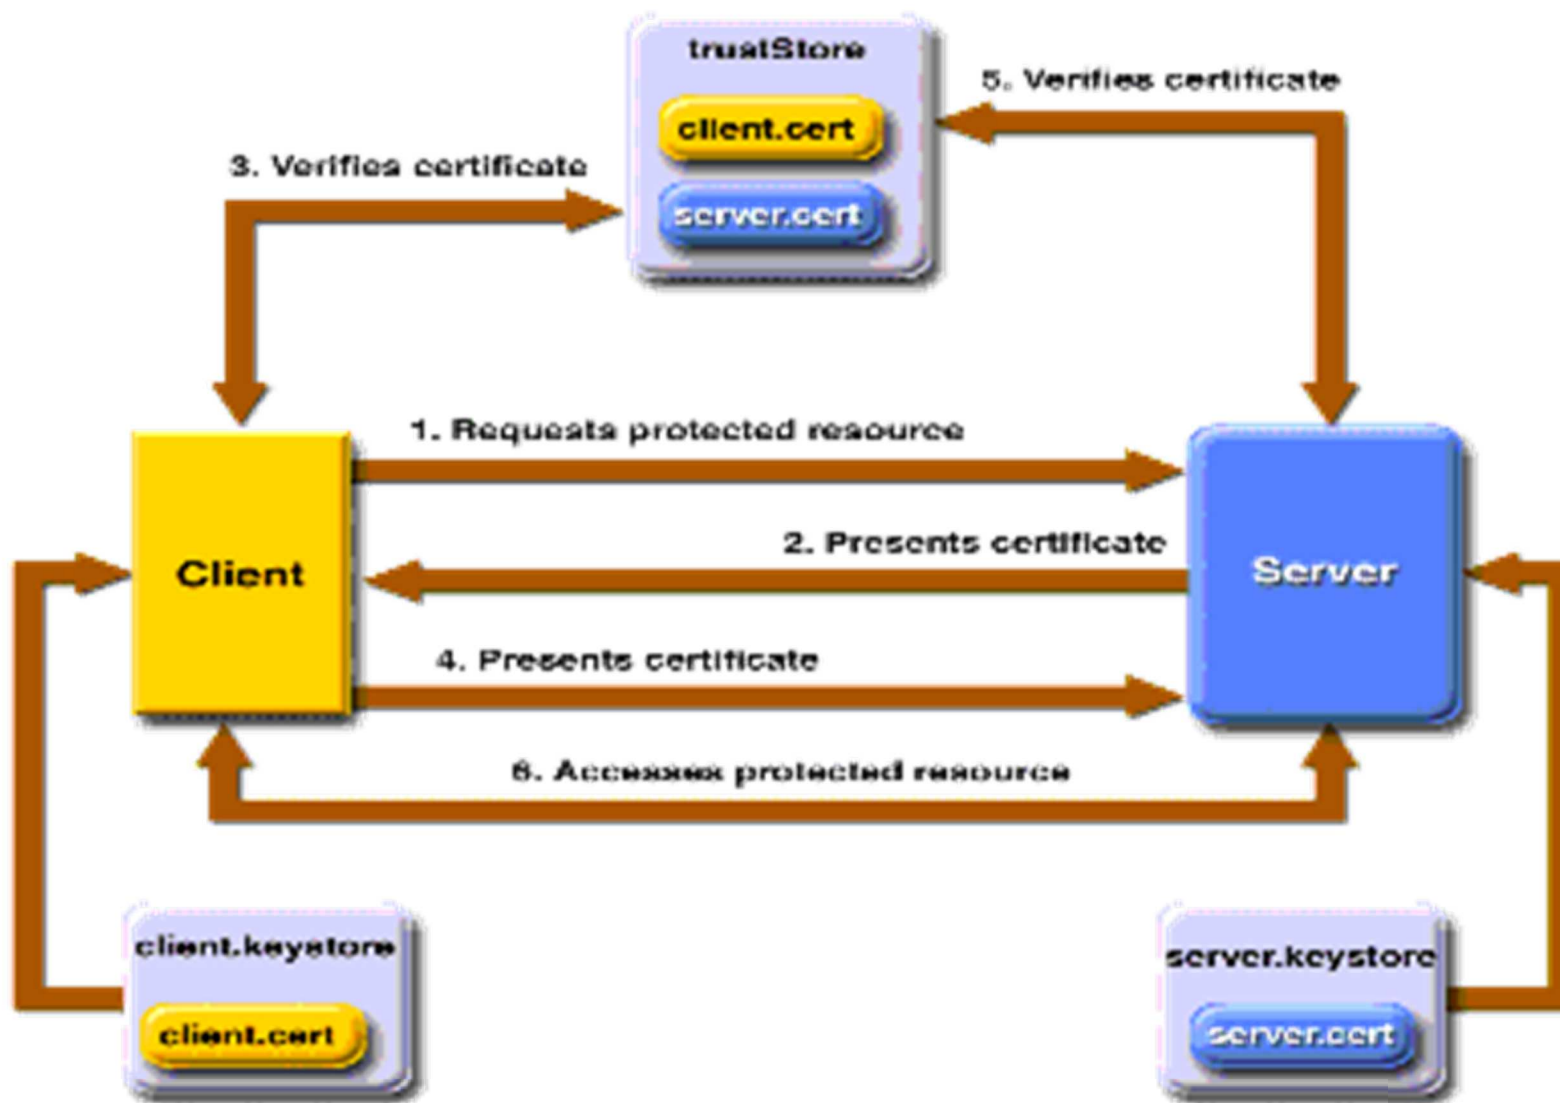 trustStore
5. Verifies certificate
client.cert
3. Verifies certificate
server.cert
1. Requests protected resource
2. Presents certificate
Client
Server
4. Presents certificate
6. Accesses protected resource
client.keystore
server.keystore
client.cert
server.cert